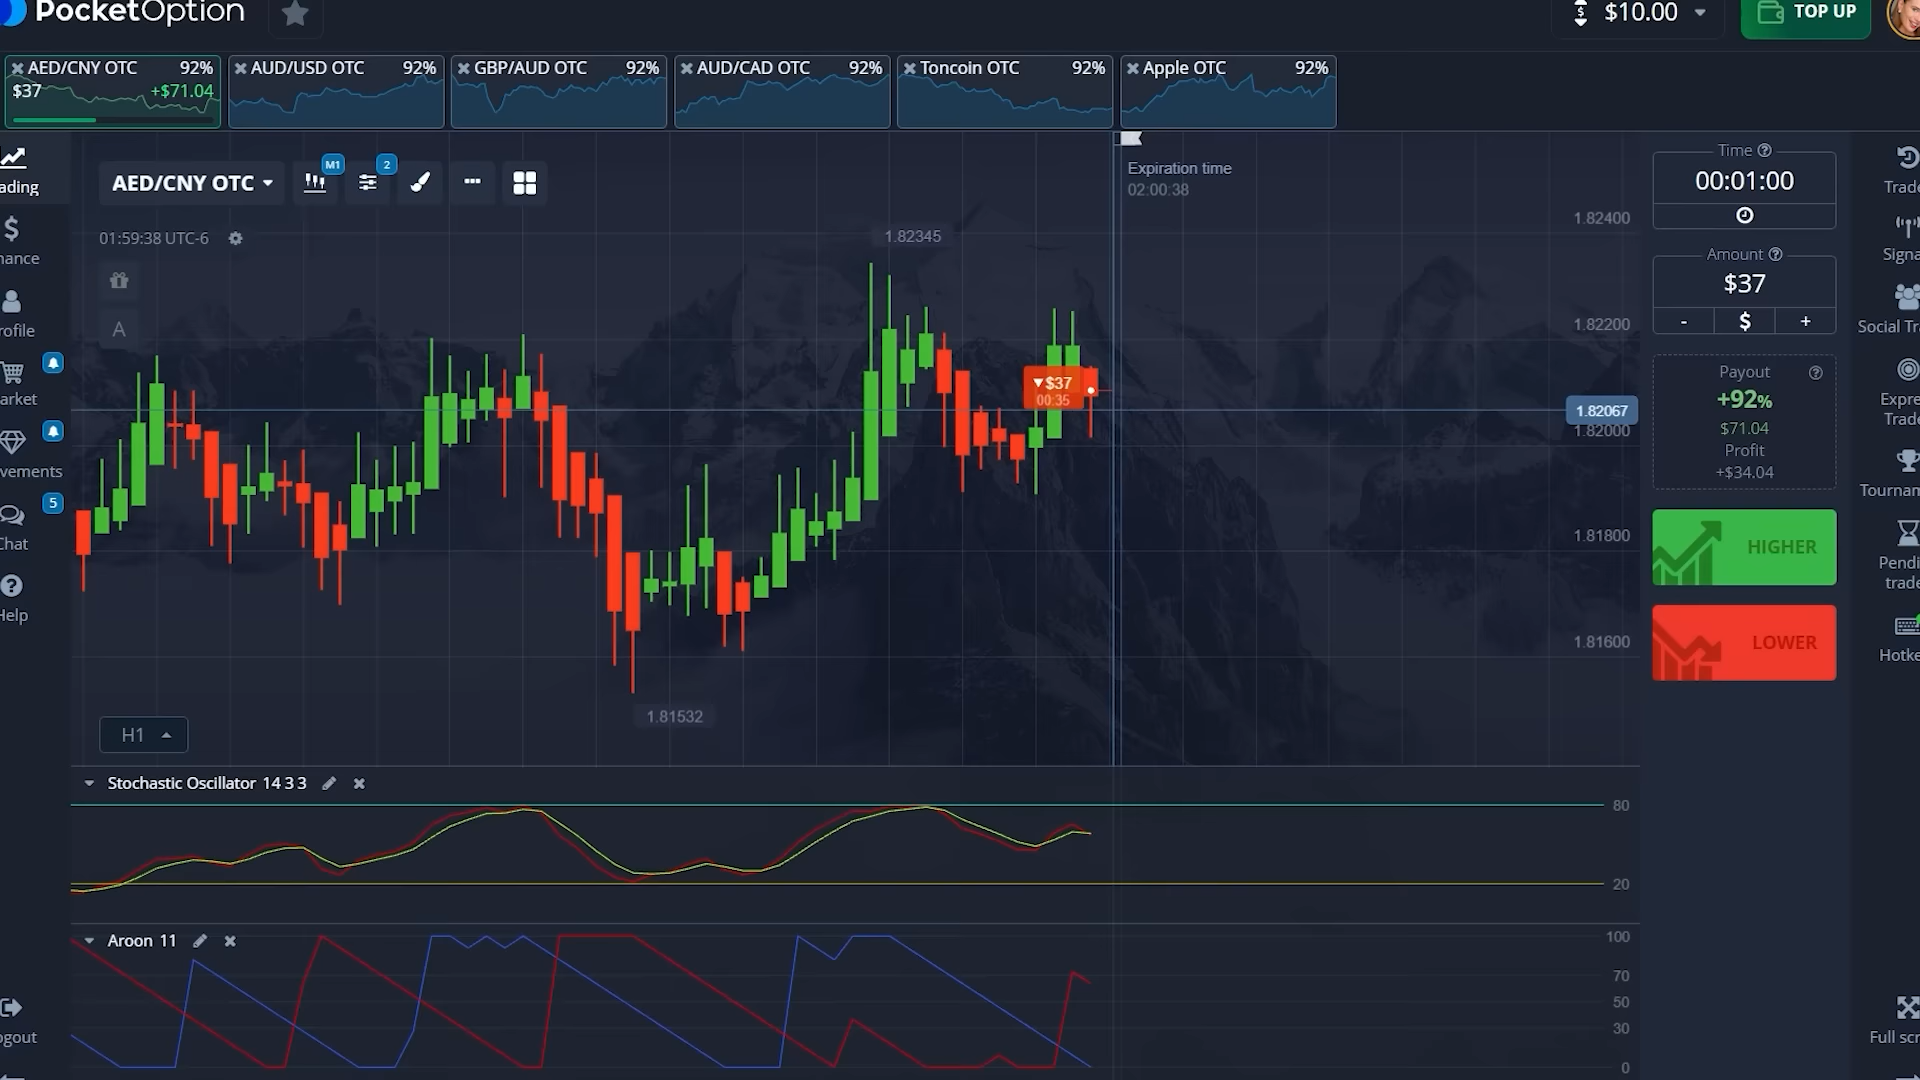 PocketOption
$10.00
TOP UP
AED/CNY OTC 92%
$37 +$71.04
AUD/USD OTC 92%
GBP/AUD OTC 92%
AUD/CAD OTC 92%
Toncoin OTC 92%
Apple OTC 92%
ading
nance
rofile
arket
vements
5
Chat
Help
ogout
AED/CNY OTC
M1
2
01:59:38 UTC-6
A
Expiration time
02:00:38
1.82345
▼$37
00:35
1.81532
H1
1.82400
1.82200
1.82067
1.82000
1.81800
1.81600
Stochastic Oscillator 14 3 3
80
20
Aroon 11
100
70
50
30
0
Time
00:01:00
Amount
$37
- $ +
Payout
+92%
$71.04
Profit
+$34.04
HIGHER
LOWER
Trade
Signa
Social Tra
Expre
Trade
Tournam
Pendi
trade
Hotke
Full scr